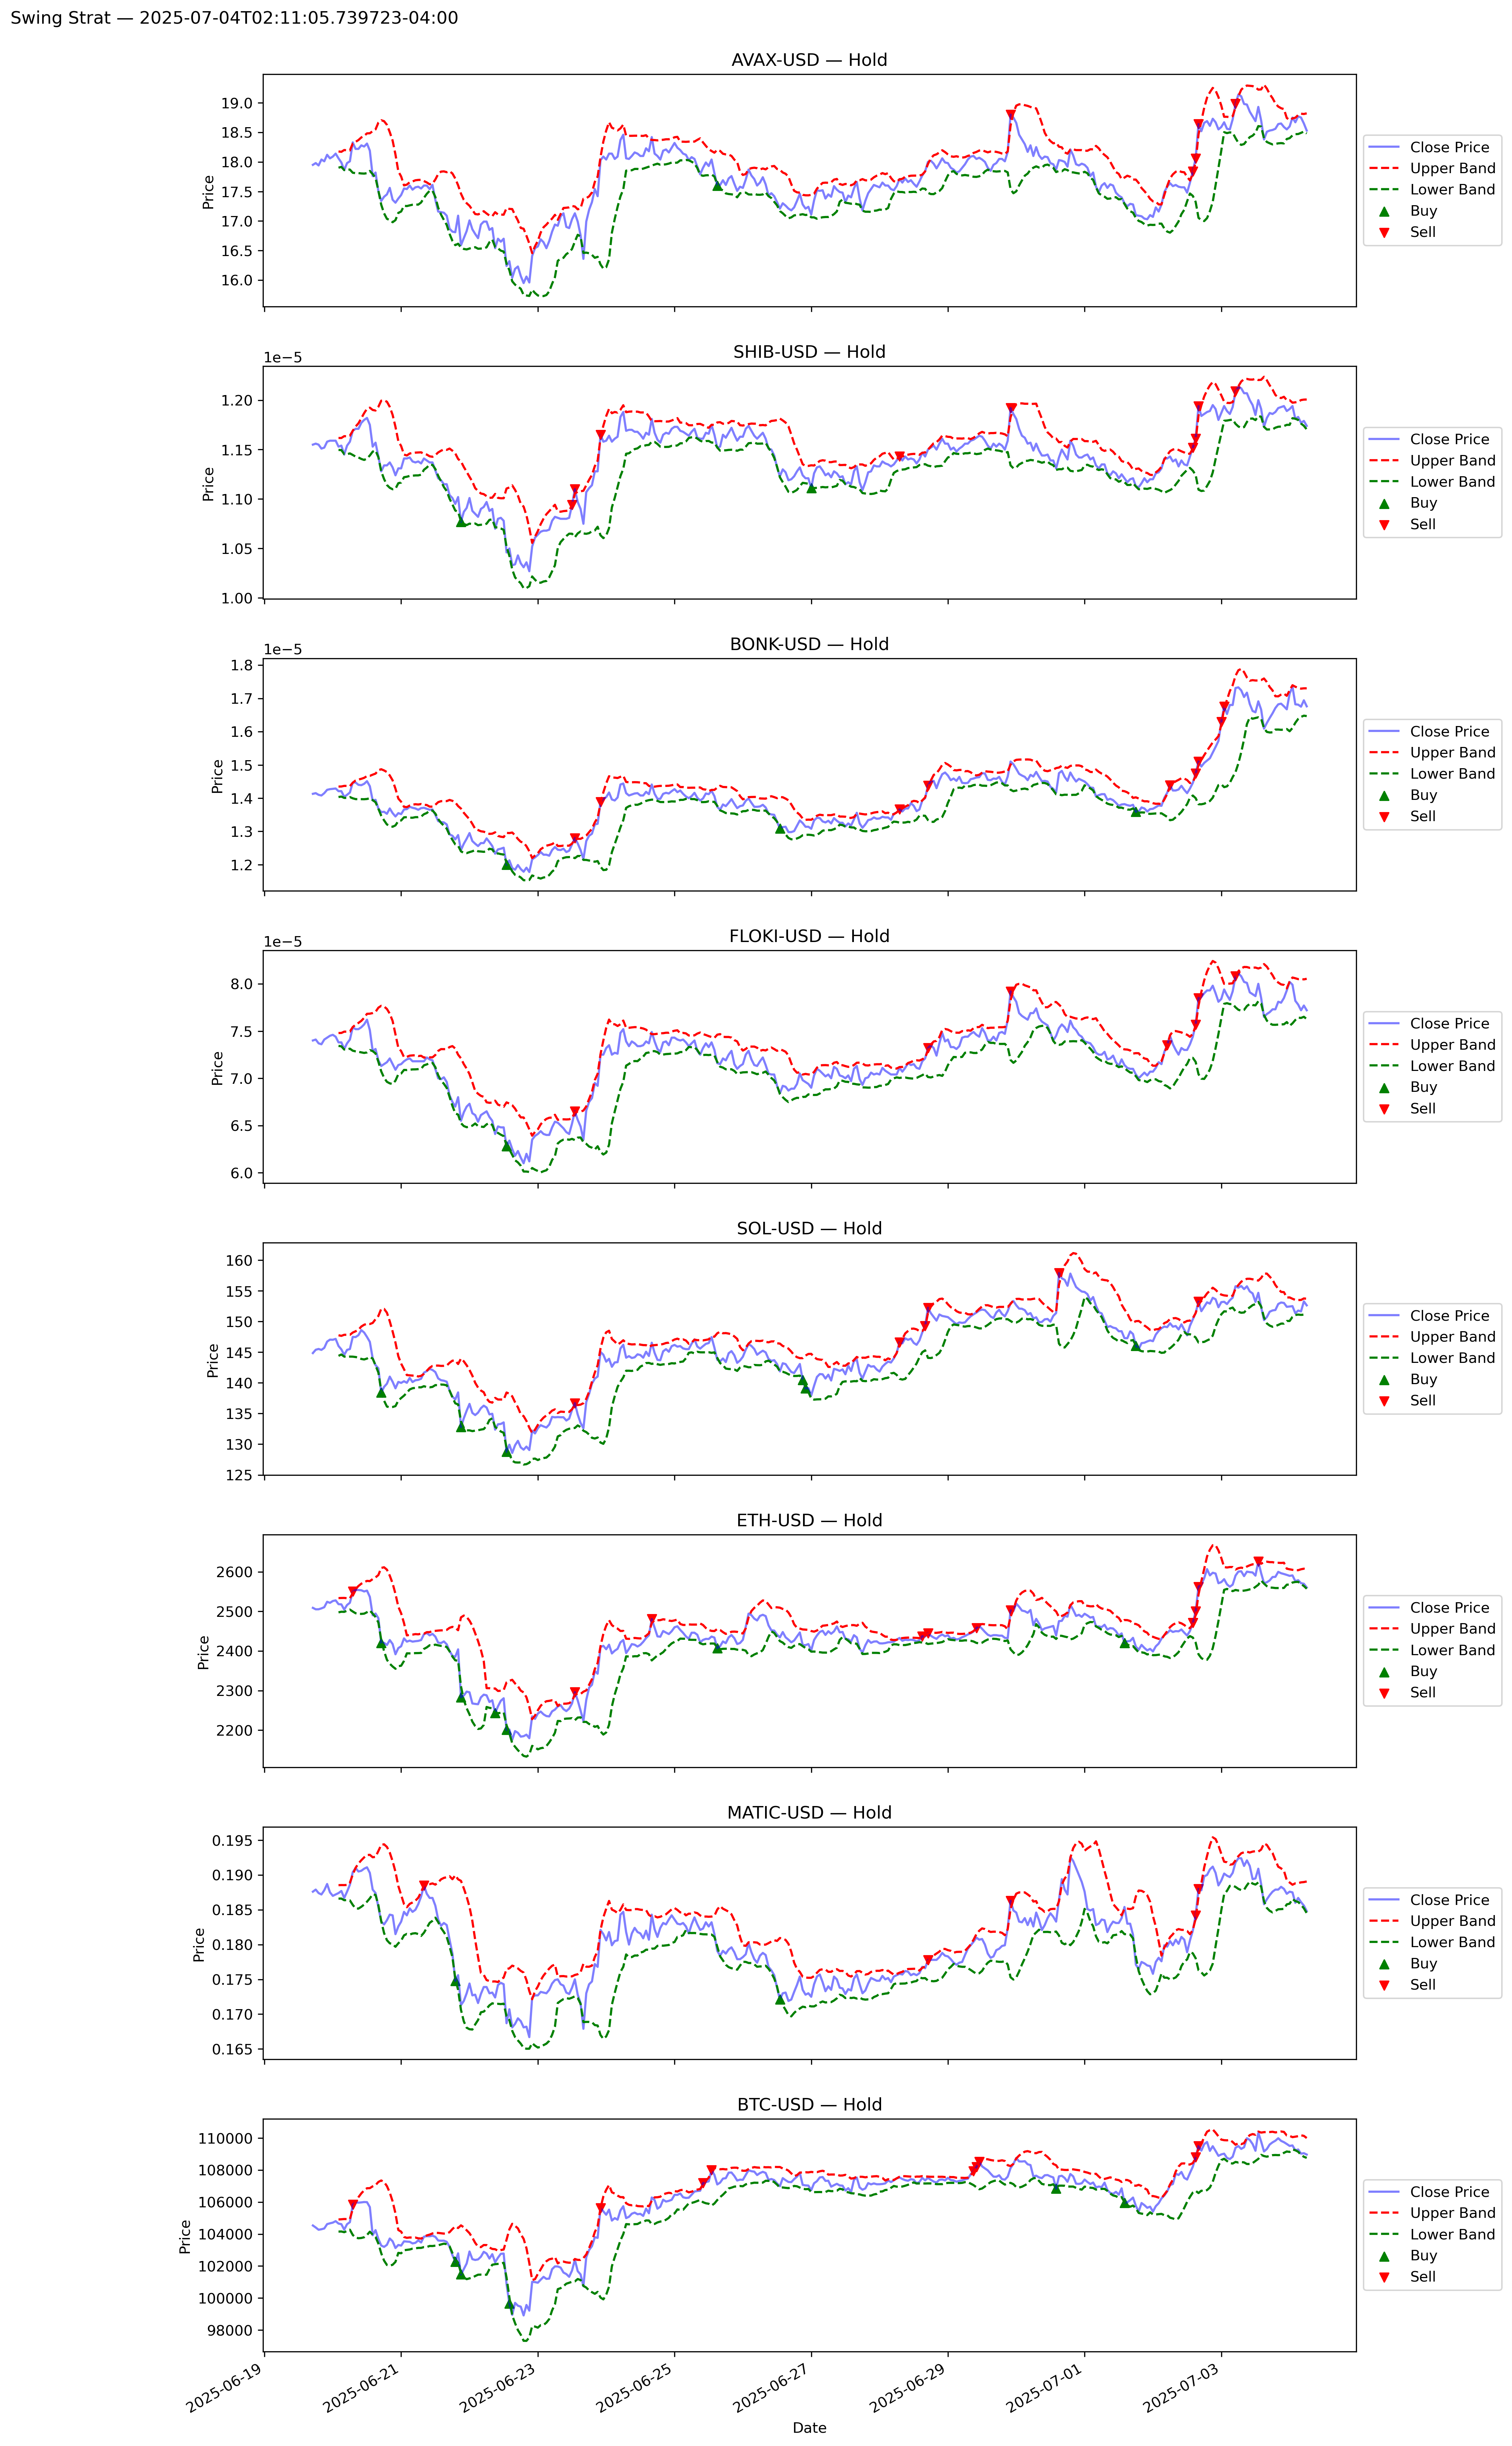 Swing Strat — 2025-07-04T02:11:05.739723-04:00
AVAX-USD — Hold
19.0
18.5
18.0
17.5
17.0
16.5
16.0
Price
Close Price
Upper Band
Lower Band
Buy
Sell
SHIB-USD — Hold
1e−5
1.20
1.15
1.10
1.05
1.00
Price
Close Price
Upper Band
Lower Band
Buy
Sell
BONK-USD — Hold
1e−5
1.8
1.7
1.6
1.5
1.4
1.3
1.2
Price
Close Price
Upper Band
Lower Band
Buy
Sell
FLOKI-USD — Hold
1e−5
8.0
7.5
7.0
6.5
6.0
Price
Close Price
Upper Band
Lower Band
Buy
Sell
SOL-USD — Hold
160
155
150
145
140
135
130
125
Price
Close Price
Upper Band
Lower Band
Buy
Sell
ETH-USD — Hold
2600
2500
2400
2300
2200
Price
Close Price
Upper Band
Lower Band
Buy
Sell
MATIC-USD — Hold
0.195
0.190
0.185
0.180
0.175
0.170
0.165
Price
Close Price
Upper Band
Lower Band
Buy
Sell
BTC-USD — Hold
110000
108000
106000
104000
102000
100000
98000
Price
Close Price
Upper Band
Lower Band
Buy
Sell
2025-06-19
2025-06-21
2025-06-23
2025-06-25
2025-06-27
2025-06-29
2025-07-01
2025-07-03
Date